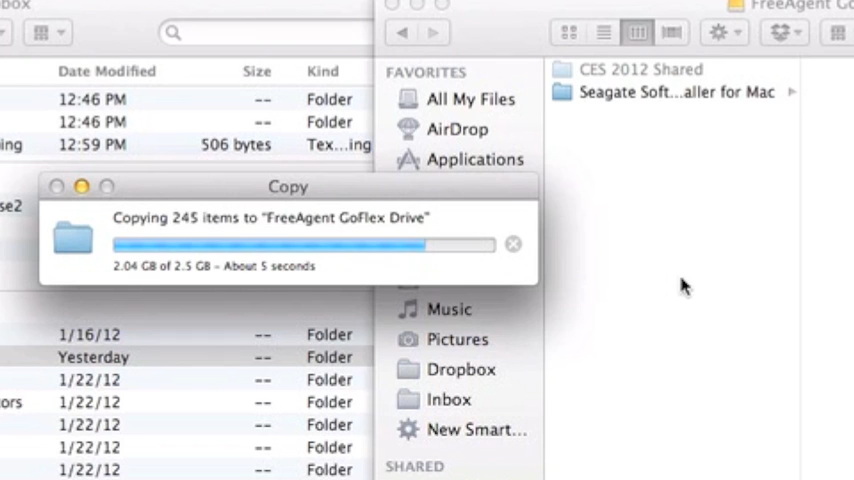 box
FreeAgent Go
Date Modified Size Kind
12:46 PM -- Folder
12:46 PM -- Folder
ing 12:59 PM 506 bytes Tex...ing
se2
1/16/12 -- Folder
Yesterday -- Folder
1/22/12 -- Folder
ors 1/22/12 -- Folder
1/22/12 -- Folder
1/22/12 -- Folder
1/22/12 -- Folder
Copy
Copying 245 items to "FreeAgent GoFlex Drive"
2.04 GB of 2.5 GB – About 5 seconds
FAVORITES
All My Files
AirDrop
Applications
Music
Pictures
Dropbox
Inbox
New Smart...
SHARED
CES 2012 Shared
Seagate Soft...aller for Mac